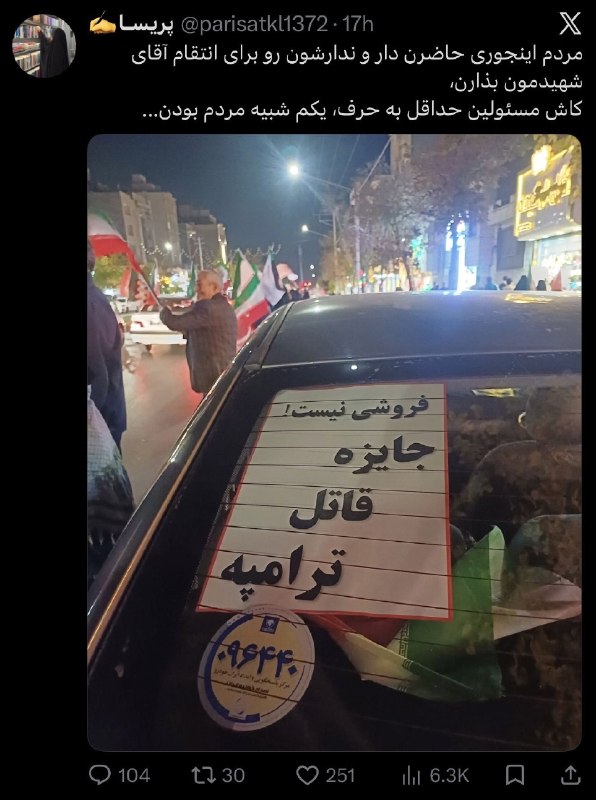 پریسا✍️ @parisatkl1372 · 17h
مردم اینجوری حاضرن دار و ندارشون رو برای انتقام آقای
شهیدمون بذارن،
کاش مسئولین حداقل به حرف، یکم شبیه مردم بودن...
فروشی نیست!
جایزه
قاتل
ترامپه
۰۹۶۴۴۰
104 30 251 6.3K